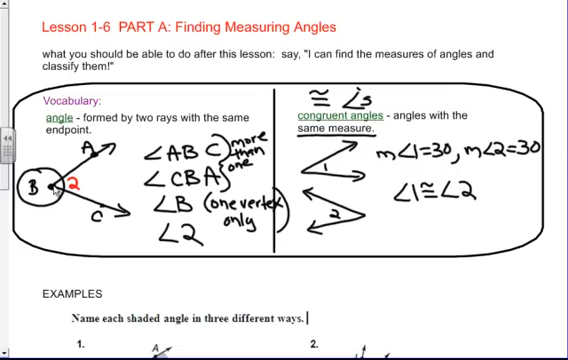 Lesson 1-6 PART A: Finding Measuring Angles
what you should be able to do after this lesson: say, "I can find the measures of angles and
classify them!"
Vocabulary:
angle - formed by two rays with the same
endpoint.
A
B
2
C
∠ABC
∠CBA
more
than
one
∠B (one vertex
only)
∠2
≅ ∠s
congruent angles - angles with the
same measure.
1
2
m∠1=30, m∠2=30
∠1≅∠2
EXAMPLES
Name each shaded angle in three different ways.
1.
A
2.